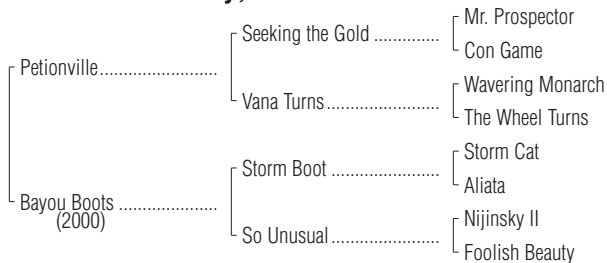 Mr. Prospector
Seeking the Gold ..............
Con Game
Petionville.........................
Wavering Monarch
Vana Turns ........................
The Wheel Turns
Storm Cat
Storm Boot .......................
Aliata
Bayou Boots .....................
(2000)
Nijinsky II
So Unusual .......................
Foolish Beauty